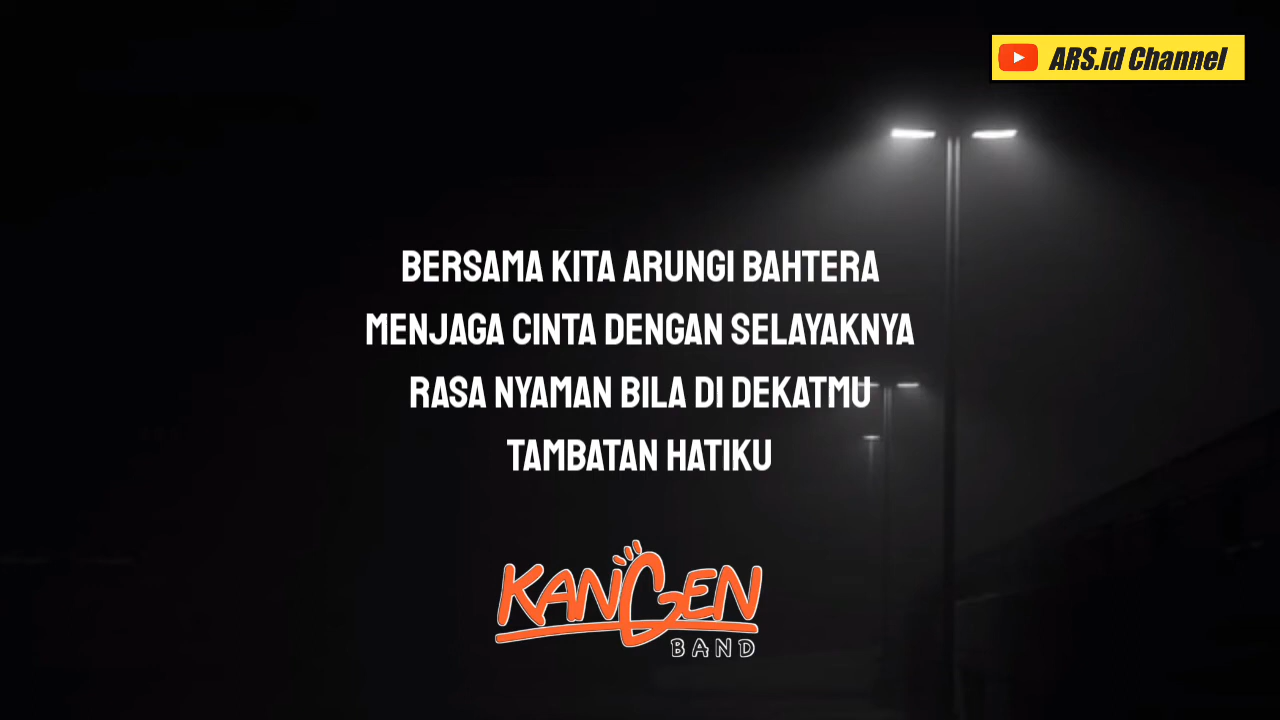 ARS.id Channel
BERSAMA KITA ARUNGI BAHTERA
MENJAGA CINTA DENGAN SELAYAKNYA
RASA NYAMAN BILA DI DEKATMU
TAMBATAN HATIKU
KANGEN
BAND